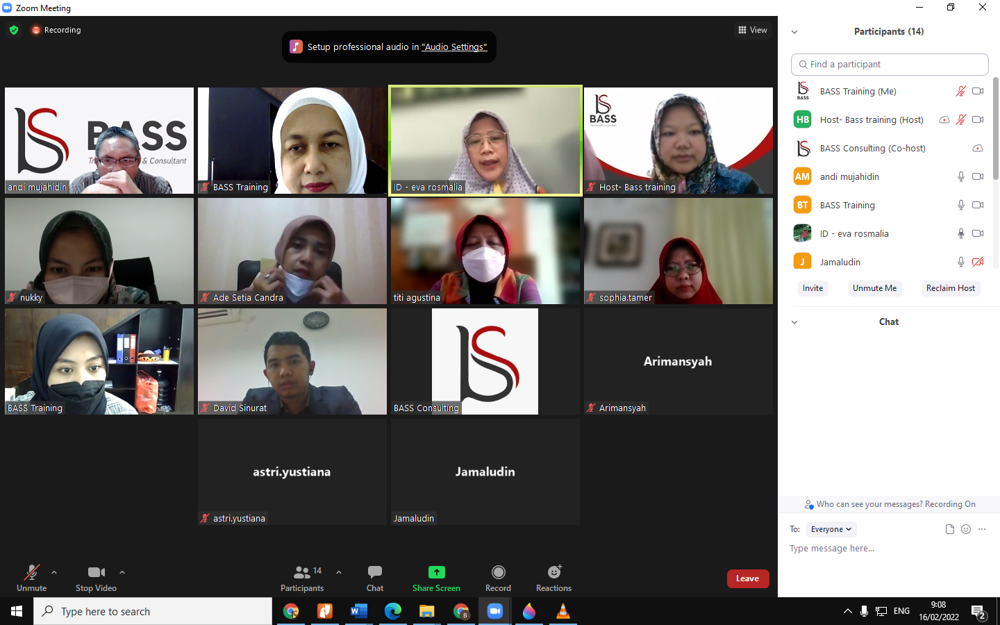 Zoom Meeting
Recording
Setup professional audio in "Audio Settings"
View
BASS
Training Center & Consultant
andi mujahidin
BASS Training
ID - eva rosmalia
BASS
Host- Bass training
nukky
Ade Setia Candra
titi agustina
sophia.tamer
BASS Training
David Sinurat
BASS Consulting
Arimansyah
Arimansyah
astri.yustiana
astri.yustiana
Jamaludin
Jamaludin
Unmute
Stop Video
14
Participants
Chat
Share Screen
Record
Reactions
Leave
Participants (14)
Find a participant
BASS
BASS Training (Me)
HB
Host- Bass training (Host)
BASS Consulting (Co-host)
AM
andi mujahidin
BT
BASS Training
ID - eva rosmalia
J
Jamaludin
Invite
Unmute Me
Reclaim Host
Chat
Who can see your messages? Recording On
To: Everyone
Type message here...
Type here to search
ENG
9:08
16/02/2022
2